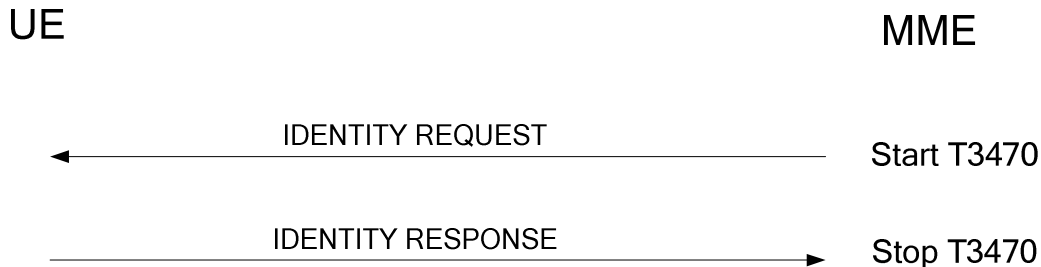 UE
MME
IDENTITY REQUEST
Start T3470
IDENTITY RESPONSE
Stop T3470